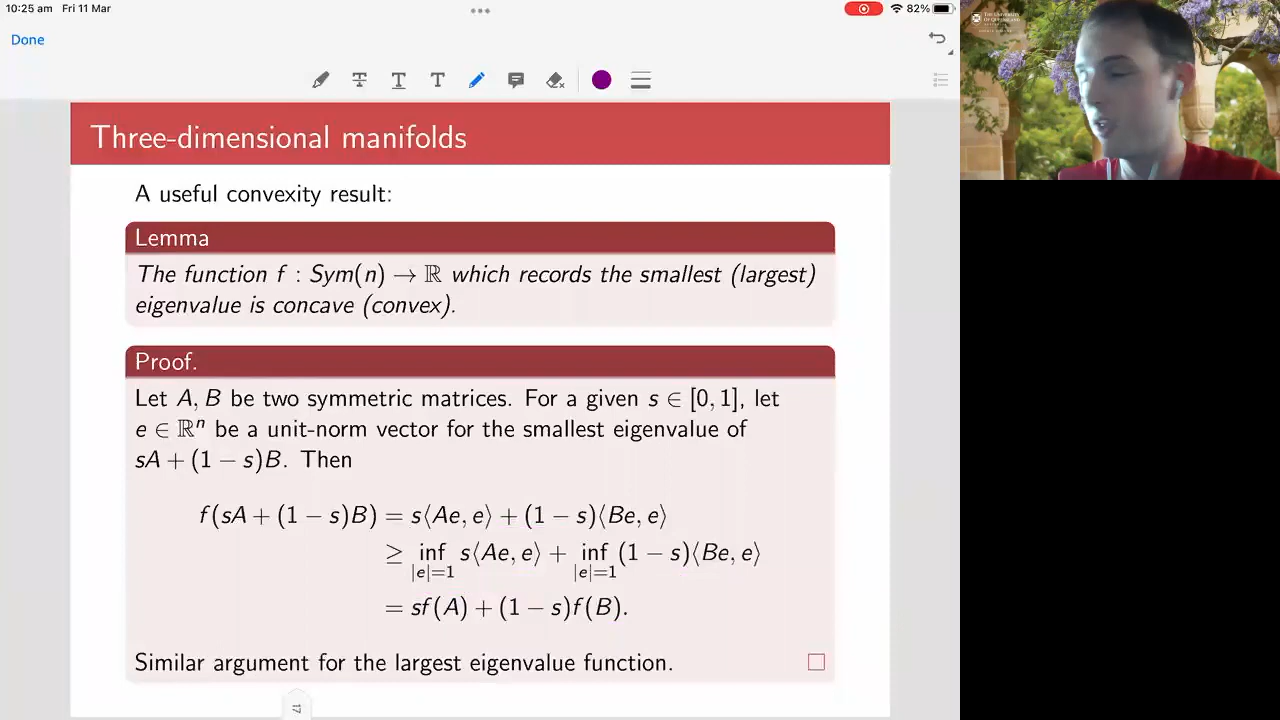 10:25 am Fri 11 Mar
82%
Done
Three-dimensional manifolds
A useful convexity result:
Lemma
The function f : Sym(n) → ℝ which records the smallest (largest)
eigenvalue is concave (convex).
Proof.
Let A, B be two symmetric matrices. For a given s ∈ [0, 1], let
e ∈ ℝⁿ be a unit-norm vector for the smallest eigenvalue of
sA + (1 − s)B. Then
f(sA + (1 − s)B) = s⟨Ae, e⟩ + (1 − s)⟨Be, e⟩
≥ inf_{|e|=1} s⟨Ae, e⟩ + inf_{|e|=1} (1 − s)⟨Be, e⟩
= sf(A) + (1 − s)f(B).
Similar argument for the largest eigenvalue function.
□
17